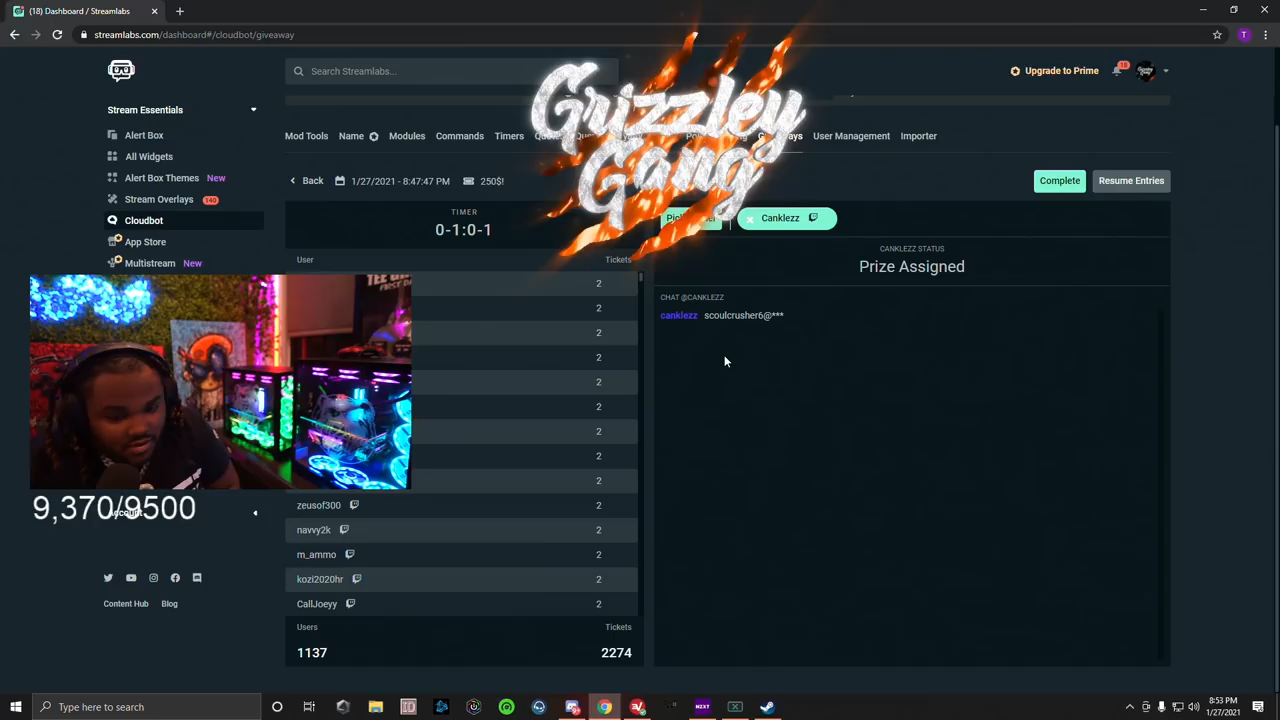 (18) Dashboard / Streamlabs
streamlabs.com/dashboard#/cloudbot/giveaway
T
Search Streamlabs...
Upgrade to Prime
18
Grizzley
Gang
Stream Essentials
Alert Box
All Widgets
Alert Box Themes New
Stream Overlays 140
Cloudbot
App Store
Multistream New
Mod Tools Name Modules Commands Timers User Management Importer
Back 1/27/2021 - 8:47:47 PM 250$!
Complete Resume Entries
TIMER
0-1:0-1
Canklezz
CANKLEZZ STATUS
Prize Assigned
User Tickets
CHAT @CANKLEZZ
canklezz scoulcrusher6@***
2
2
2
2
2
2
2
2
2
zeusof300 2
navvy2k 2
m_ammo 2
kozi2020hr 2
CallJoeyy 2
Users Tickets
1137 2274
9,370/9500
Account
Content Hub Blog
Type here to search
NZXT
8:53 PM
1/27/2021